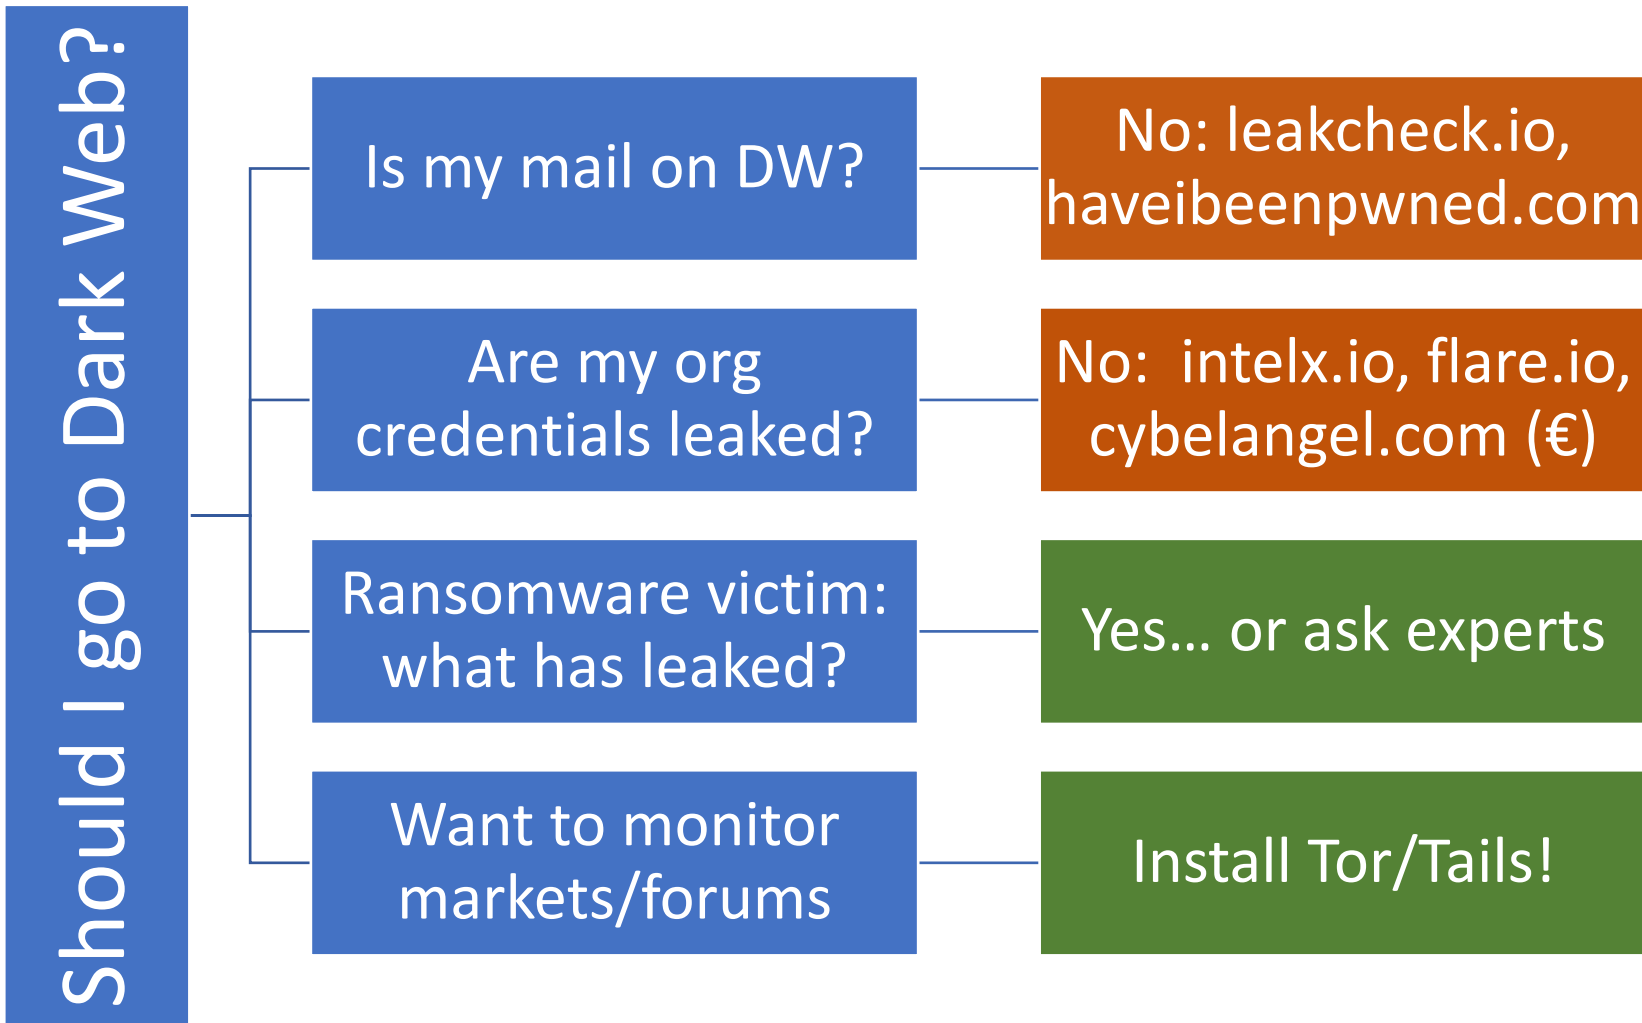 Should I go to Dark Web?
Is my mail on DW?
No: leakcheck.io,
haveibeenpwned.com
Are my org
credentials leaked?
No:  intelx.io, flare.io,
cybelangel.com (€)
Ransomware victim:
what has leaked?
Yes... or ask experts
Want to monitor
markets/forums
Install Tor/Tails!